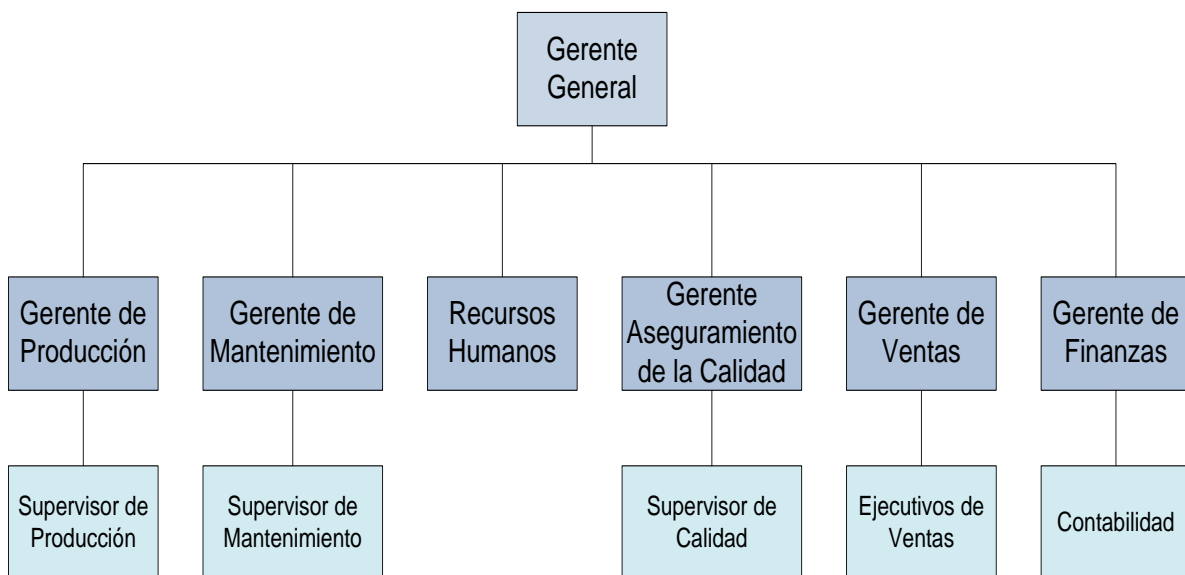 Gerente
General
Gerente de
Producción
Gerente de
Mantenimiento
Recursos
Humanos
Gerente
Aseguramiento
de la Calidad
Gerente de
Ventas
Gerente de
Finanzas
Supervisor de
Producción
Supervisor de
Mantenimiento
Supervisor de
Calidad
Ejecutivos de
Ventas
Contabilidad